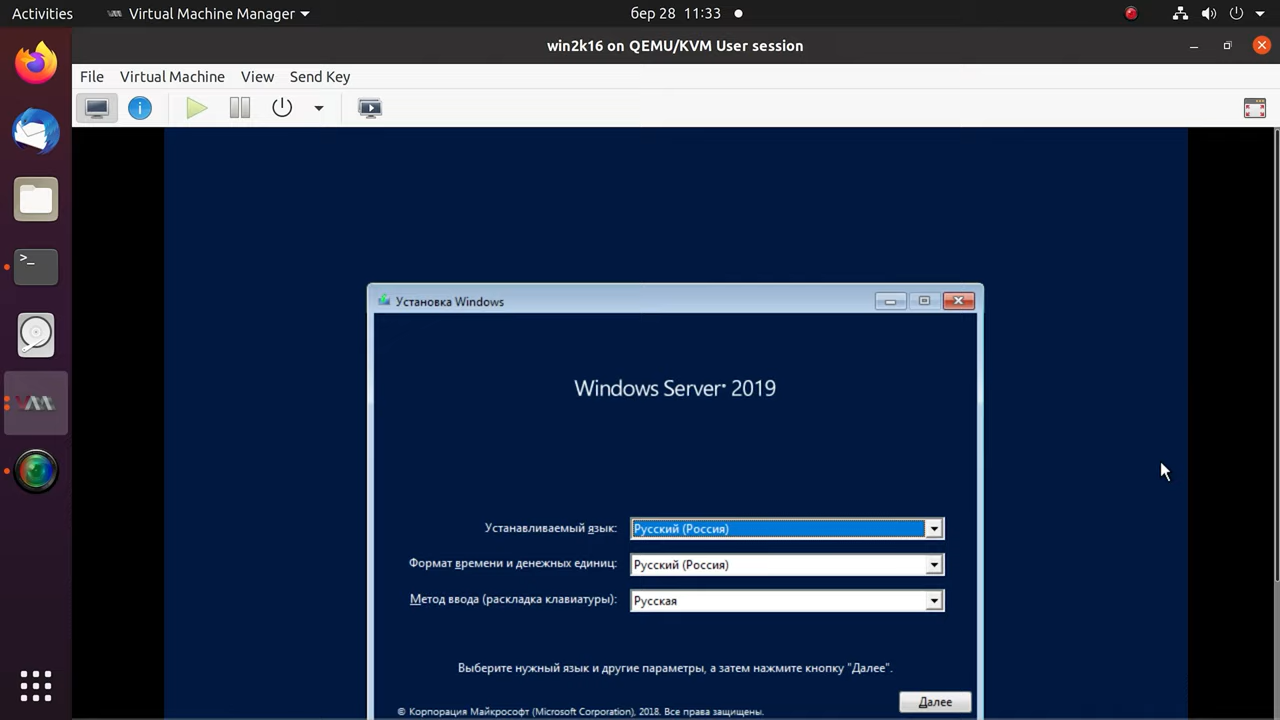 Activities
Virtual Machine Manager
бер 28 11:33
win2k16 on QEMU/KVM User session
File Virtual Machine View Send Key
Установка Windows
Windows Server® 2019
Устанавливаемый язык: Русский (Россия)
Формат времени и денежных единиц: Русский (Россия)
Метод ввода (раскладка клавиатуры): Русская
Выберите нужный язык и другие параметры, а затем нажмите кнопку "Далее".
Далее
© Корпорация Майкрософт (Microsoft Corporation), 2018. Все права защищены.